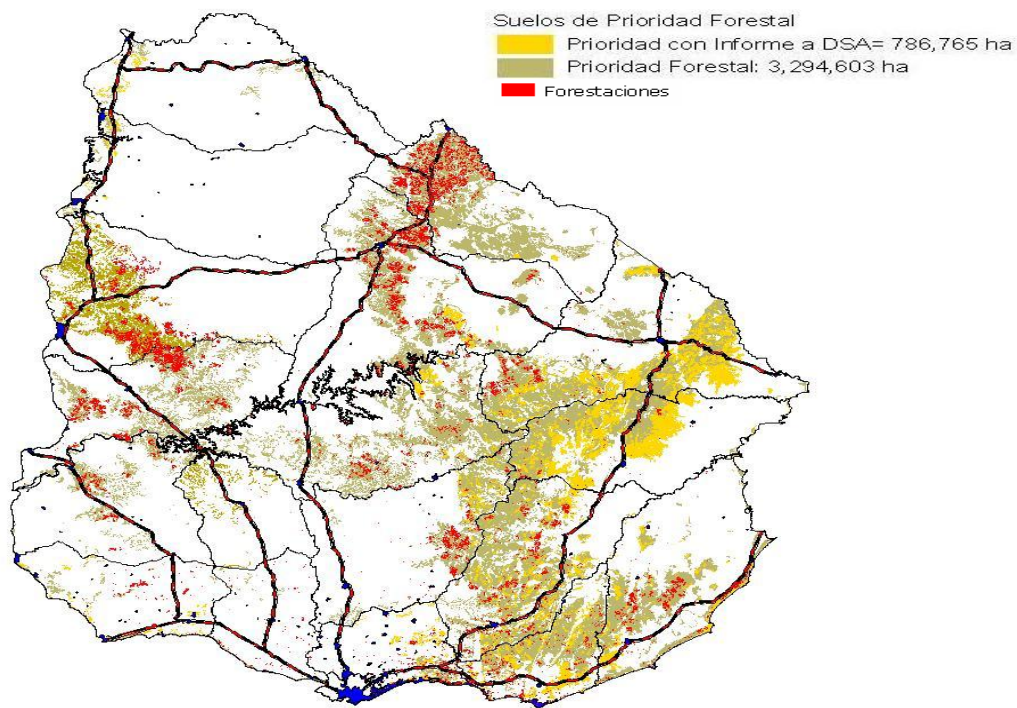 Suelos de Prioridad Forestal
Prioridad con Informe a DSA= 786,765 ha
Prioridad Forestal: 3,294,603 ha
Forestaciones